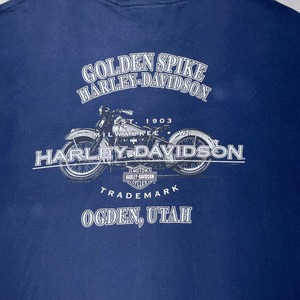 GOLDEN SPIKE
HARLEY-DAVIDSON
EST. 1903
MILWAUKEE
HARLEY-DAVIDSON
MOTOR
HARLEY-DAVIDSON
CYCLES
TRADEMARK
OGDEN, UTAH